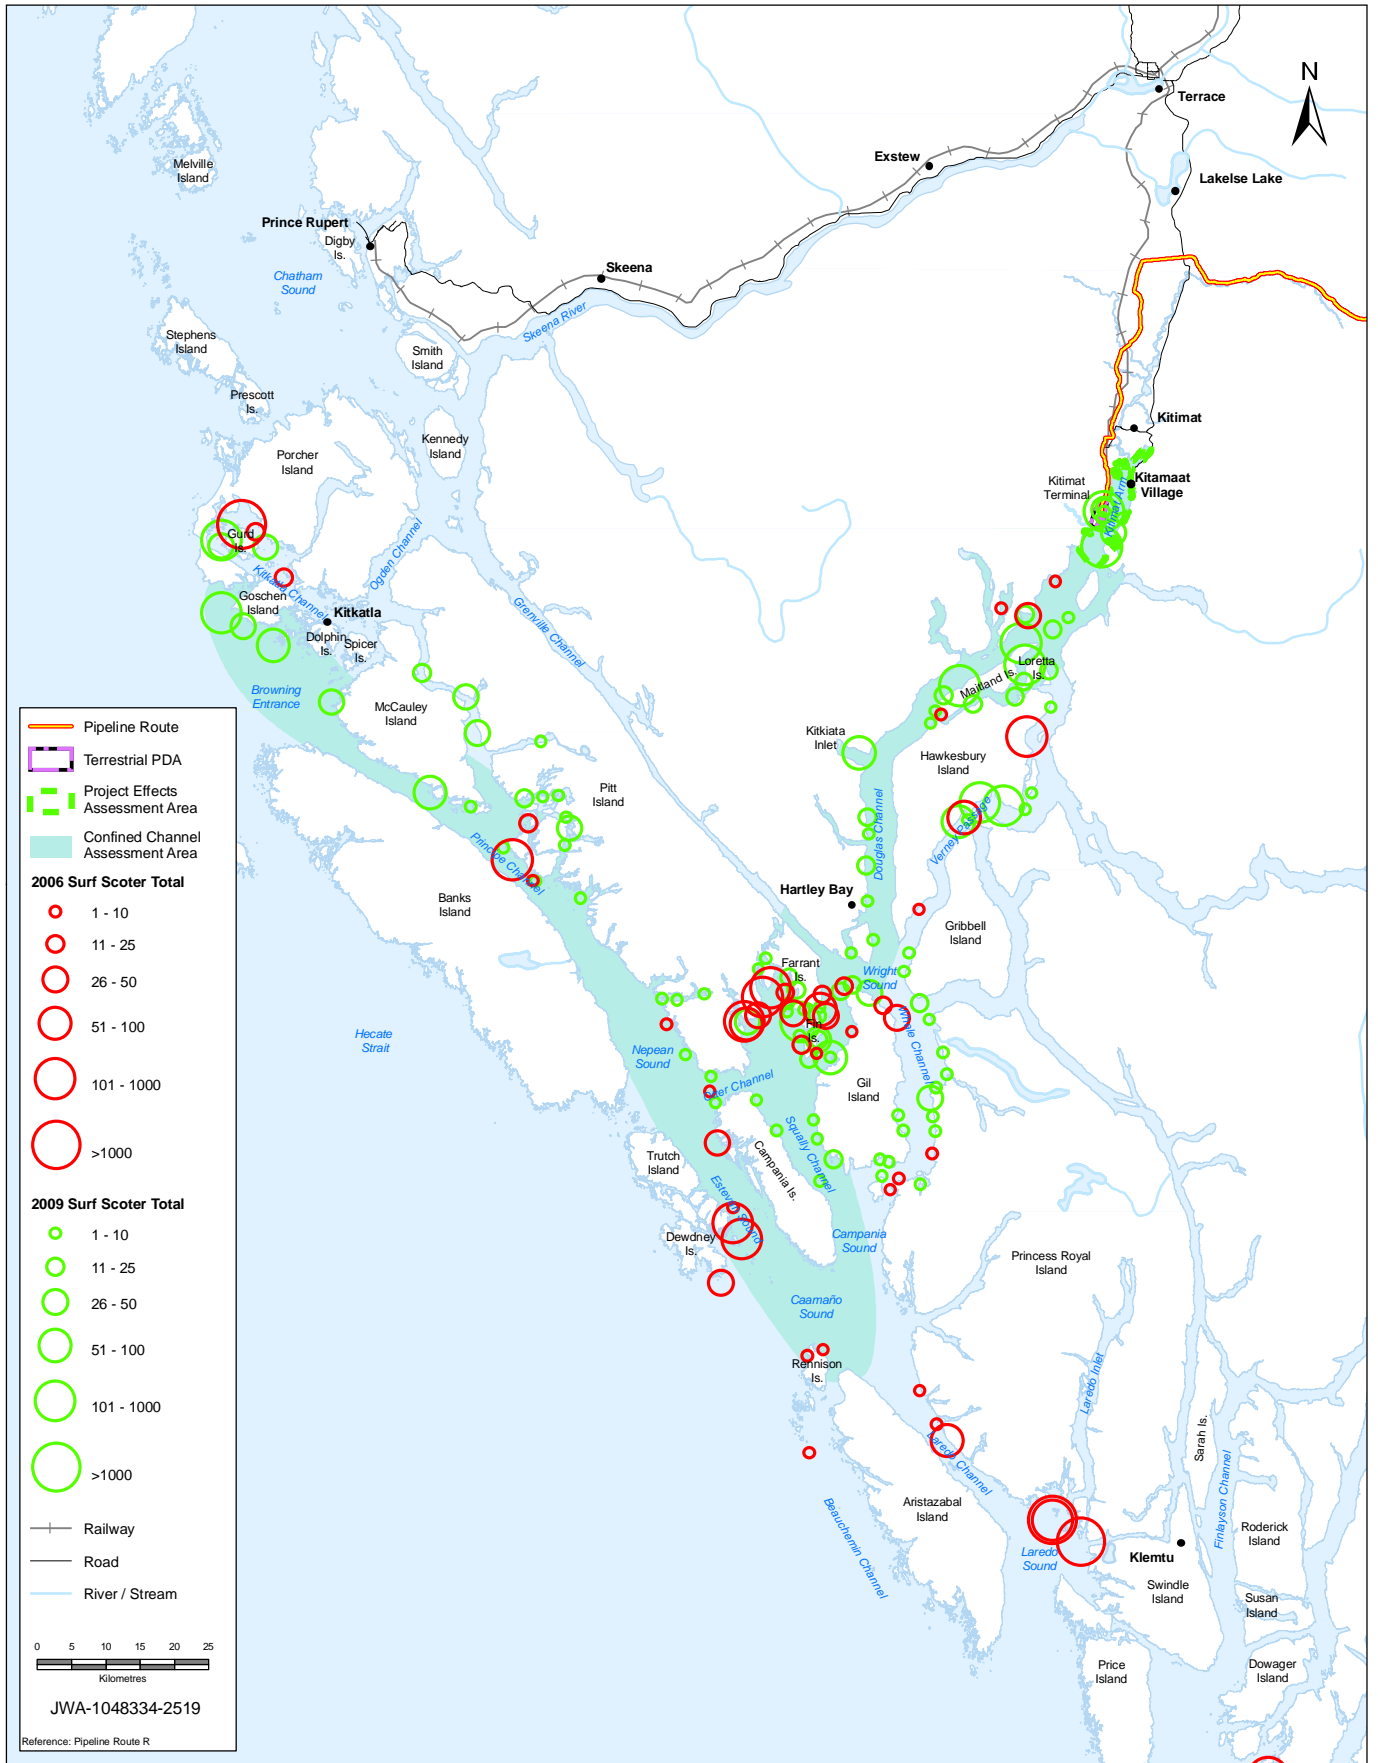 N
Terrace
Exstew
Lakelse Lake
Melville
Island
Prince Rupert
Digby
Is.
Skeena
Chatham
Sound
Skeena River
Stephens
Island
Smith
Island
Prescott
Is.
Kitimat
Kennedy
Island
Porcher
Island
Kitimat
Terminal
Kitamaat
Village
Kitimat Arm
Gurd
Is.
Ogden Channel
Kitkatla Channel
Goschen
Island
Kitkatla
Grenville Channel
Dolphin
Is.
Spicer
Is.
Loretta
Is.
Maitland Is.
Browning
Entrance
McCauley
Island
Kitkiata
Inlet
Hawkesbury
Island
Pitt
Island
Verney Passage
Douglas Channel
Principe Channel
Banks
Island
Hartley Bay
Gribbell
Island
Farrant
Is.
Wright
Sound
Fin
Is.
Whale Channel
Hecate
Strait
Nepean
Sound
Otter Channel
Gil
Island
Squally Channel
Campania Is.
Trutch
Island
Estevan Sound
Dewdney
Is.
Campania
Sound
Princess Royal
Island
Caamaño
Sound
Rennison
Is.
Laredo Inlet
Laredo Channel
Sarah Is.
Finlayson Channel
Aristazabal
Island
Beauchemin Channel
Laredo
Sound
Klemtu
Roderick
Island
Swindle
Island
Susan
Island
Price
Island
Dowager
Island
Pipeline Route
Terrestrial PDA
Project Effects
Assessment Area
Confined Channel
Assessment Area
2006 Surf Scoter Total
1 - 10
11 - 25
26 - 50
51 - 100
101 - 1000
>1000
2009 Surf Scoter Total
1 - 10
11 - 25
26 - 50
51 - 100
101 - 1000
>1000
Railway
Road
River / Stream
0 5 10 15 20 25
Kilometres
JWA-1048334-2519
Reference: Pipeline Route R